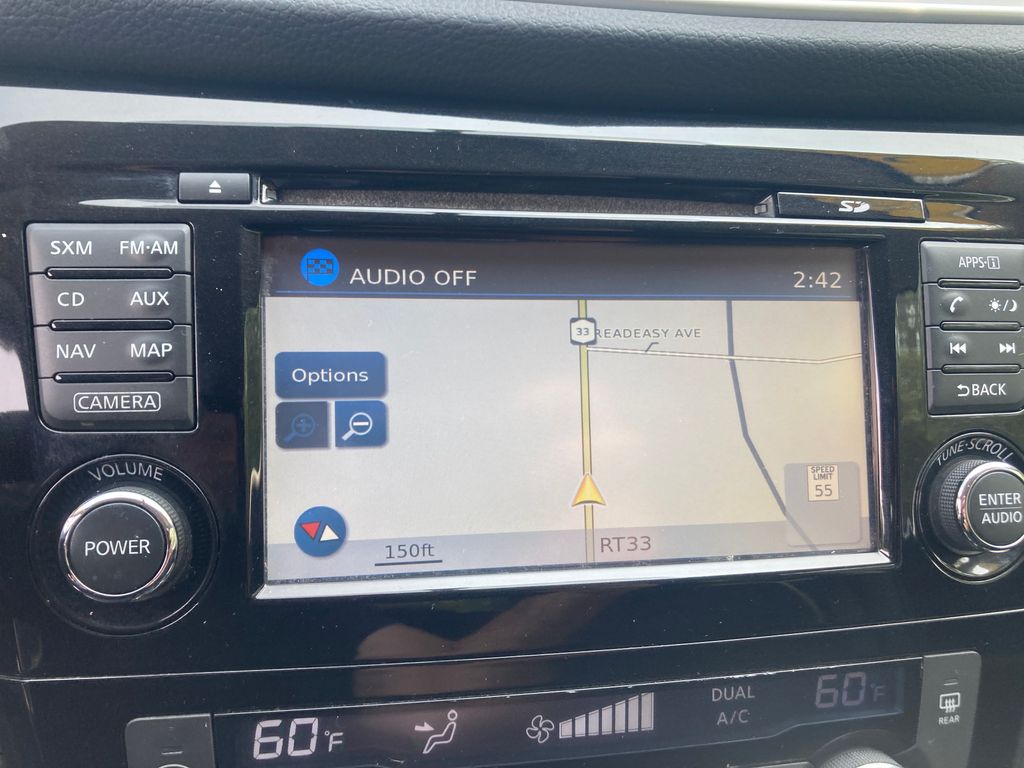 SD
SXM FM·AM
CD AUX
NAV MAP
CAMERA
VOLUME
POWER
AUDIO OFF
2:42
33
READEASY AVE
Options
SPEED
LIMIT
55
150ft
RT33
APPS·i
BACK
TUNE·SCROLL
ENTER
AUDIO
60°F
DUAL
A/C
60°F
REAR